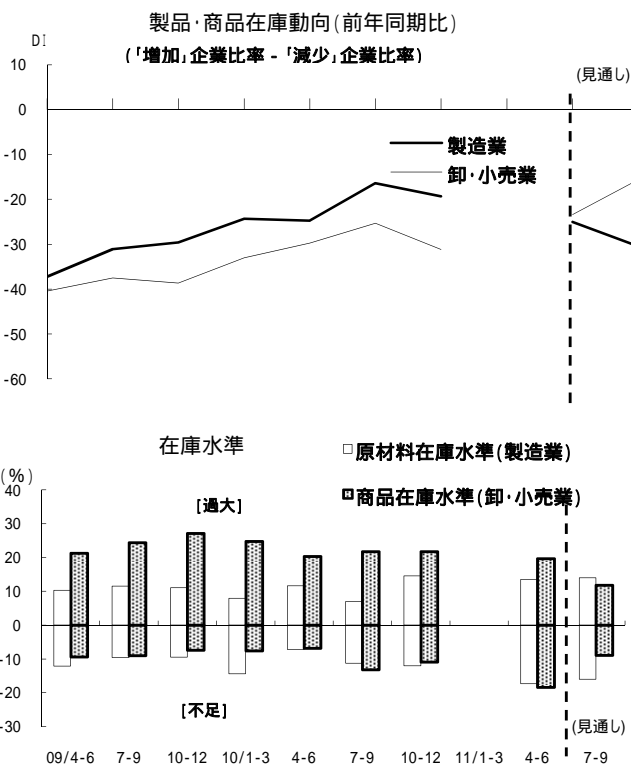 製品･商品在庫動向(前年同期比)
DI
(｢増加｣企業比率 - ｢減少｣企業比率)
10
(見通し)
0
-10
製造業
卸･小売業
-20
-30
-40
-50
-60
在庫水準
□原材料在庫水準(製造業)
(%)
商品在庫水準(卸･小売業)
40
[過大]
30
20
10
0
-10
-20
[不足]
(見通し)
-30
09/4-6 7-9 10-12 10/1-3 4-6 7-9 10-12 11/1-3 4-6 7-9